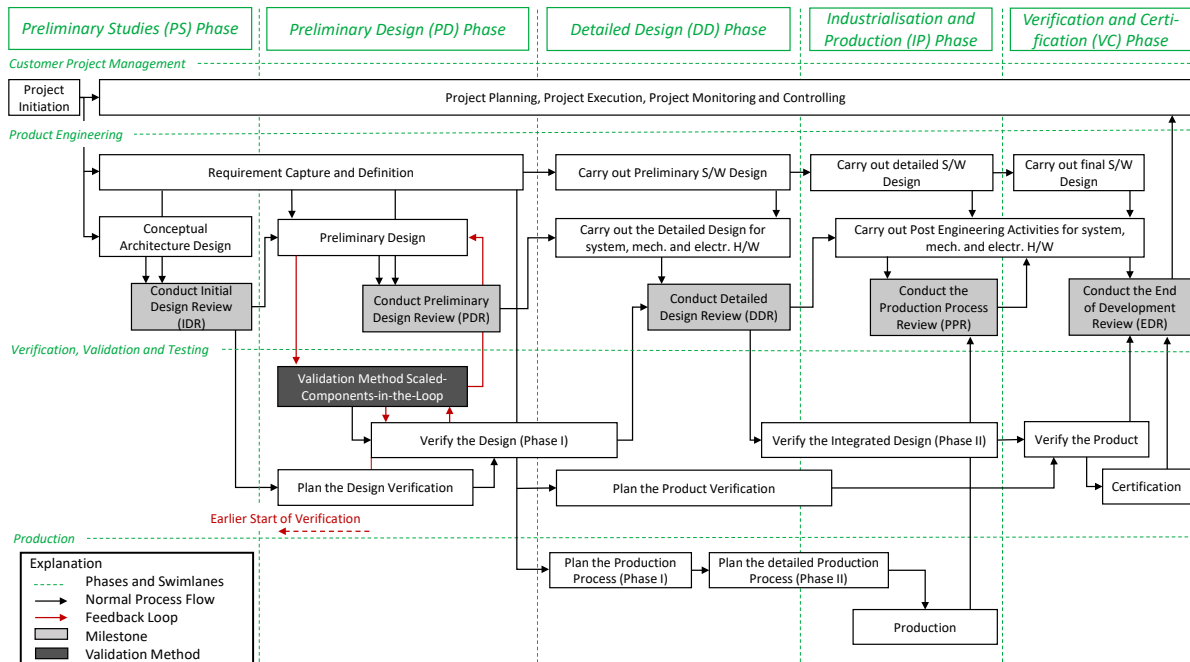 Preliminary Studies (PS) Phase
Preliminary Design (PD) Phase
Detailed Design (DD) Phase
Industrialisation and
Production (IP) Phase
Verification and Certi-
fication (VC) Phase
Customer Project Management
Project
Initiation
Project Planning, Project Execution, Project Monitoring and Controlling
Product Engineering
Requirement Capture and Definition
Carry out Preliminary S/W Design
Carry out detailed S/W
Design
Carry out final S/W
Design
Conceptual
Architecture Design
Preliminary Design
Carry out the Detailed Design for
system, mech. and electr. H/W
Carry out Post Engineering Activities for system,
mech. and electr. H/W
Conduct Initial
Design Review
(IDR)
Conduct Preliminary
Design Review (PDR)
Conduct Detailed
Design Review (DDR)
Conduct the
Production Process
Review (PPR)
Conduct the End
of Development
Review (EDR)
Verification, Validation and Testing
Validation Method Scaled-
Components-in-the-Loop
Verify the Design (Phase I)
Verify the Integrated Design (Phase II)
Verify the Product
Plan the Design Verification
Plan the Product Verification
Certification
Earlier Start of Verification
Production
Plan the Production
Process (Phase I)
Plan the detailed Production
Process (Phase II)
Production
Explanation
Phases and Swimlanes
Normal Process Flow
Feedback Loop
Milestone
Validation Method